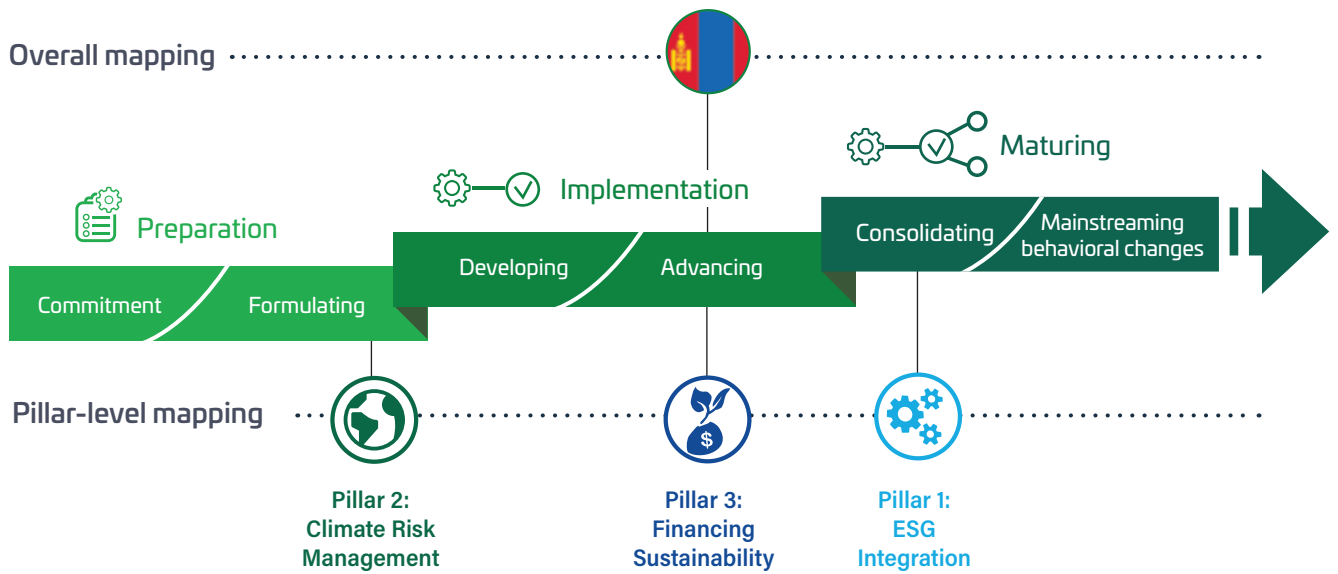 Overall mapping
Maturing
Implementation
Preparation
Consolidating
Mainstreaming
behavioral changes
Developing
Advancing
Commitment
Formulating
Pillar-level mapping
$
Pillar 2:
Climate Risk
Management
Pillar 3:
Financing
Sustainability
Pillar 1:
ESG
Integration